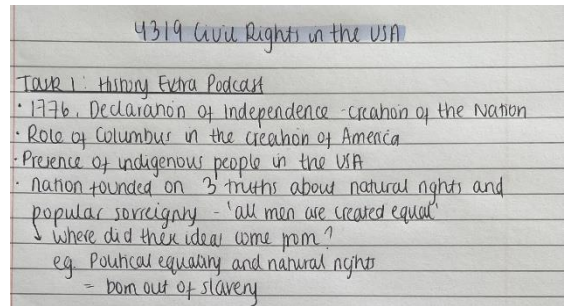 4319 Civil Rights in the USA
Task 1: History Extra Podcast
· 1776, Declaration of Independence - creation of the Nation
· Role of Columbus in the creation of America
· Presence of indigenous people in the USA
· nation founded on 3 truths about natural rights and
popular sovreignty - 'all men are created equal'
↓ where did their ideas come from?
eg. Political equality and natural rights
= born out of slavery